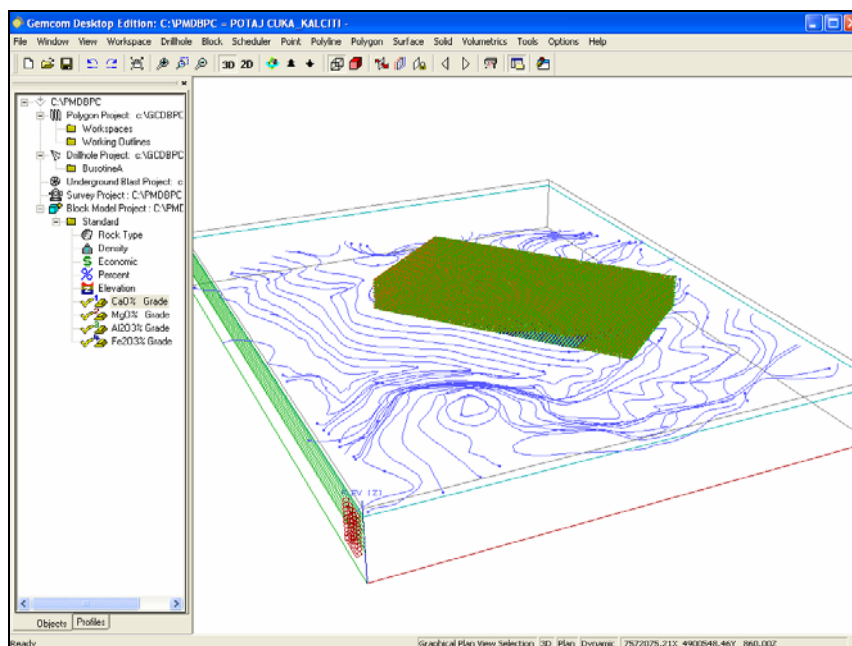 Gemcom Desktop Edition: C:\PMDBPC = POTAJ CUKA_KALCITI -
File Window View Workspace Drillhole Block Scheduler Point Polyline Polygon Surface Solid Volumetrics Tools Options Help
3D 2D
C:\PMDBPC
Polygon Project: c:\GCDBPC
Workspaces
Working Outlines
Drillhole Project: c:\GCDBPC
BusotineA
Underground Blast Project: c
Survey Project : C:\PMDBPC
Block Model Project : C:\PMD
Standard
Rock Type
Density
Economic
Percent
Elevation
CaO% Grade
MgO% Grade
Al2O3% Grade
Fe2O3% Grade
(Z)
Objects Profiles
Ready Graphical Plan View Selection 3D Plan Dynamic 7572075.21X 4900548.46Y 860.00Z